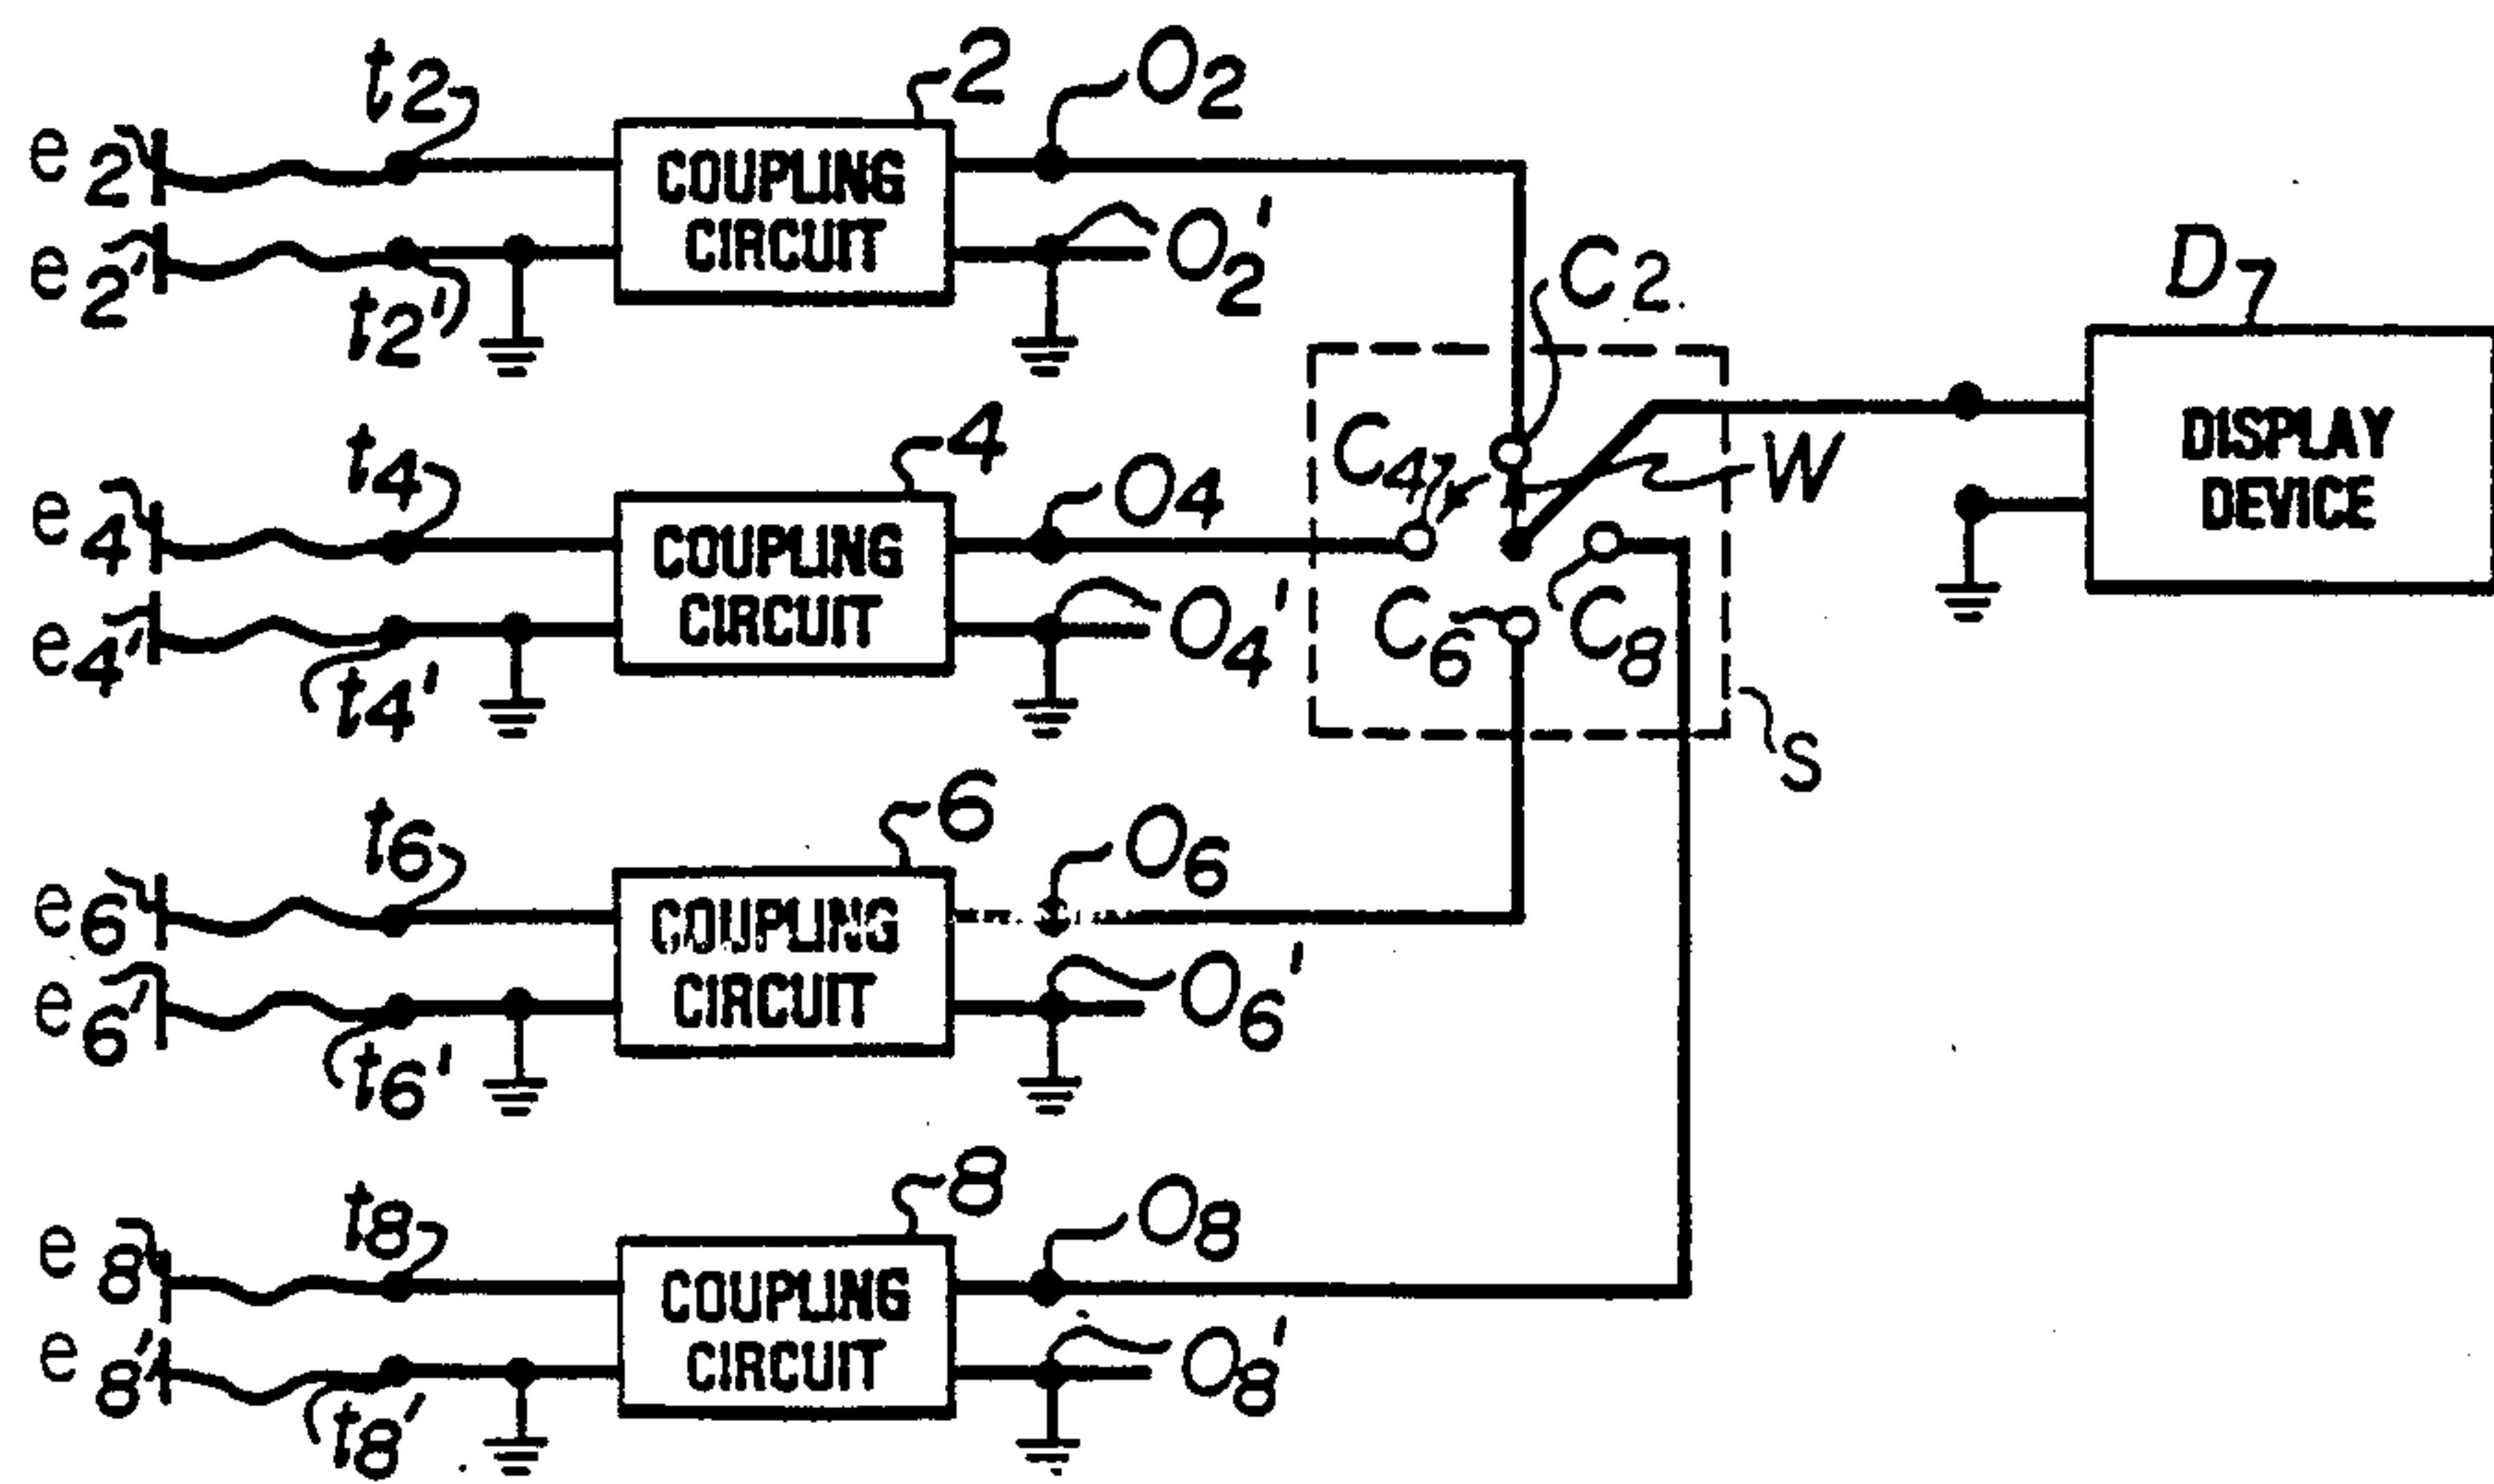 t2
2
O2
e2
COUPLING
CIRCUIT
e2'
t2'
O2'
C2
D7
t4
4
O4
C4
W
DISPLAY
DEVICE
e4
COUPLING
CIRCUIT
e4'
t4'
O4'
C6
C8
S
t6
6
O6
e6
COUPLING
CIRCUIT
e6'
t6'
O6'
t8
8
O8
e8
COUPLING
CIRCUIT
e8'
t8'
O8'